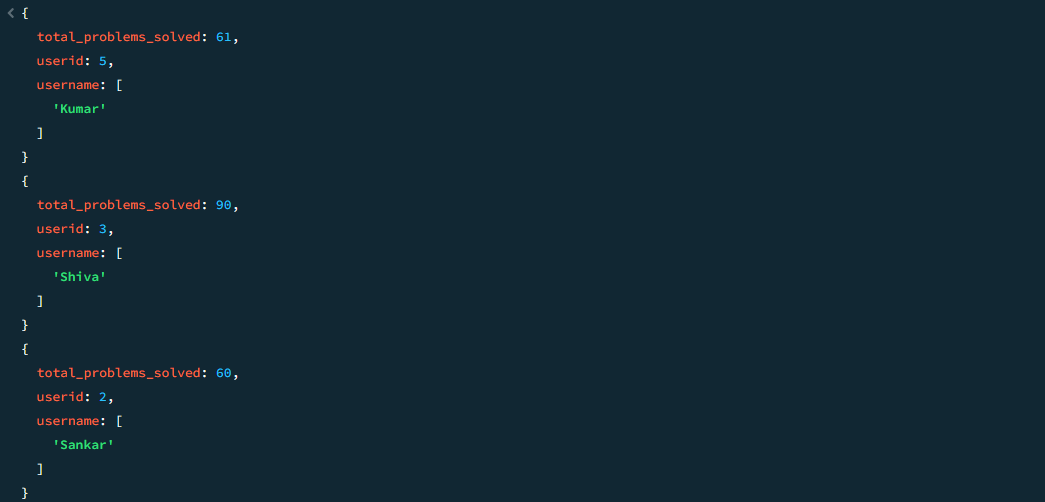 {
total_problems_solved: 61,
userid: 5,
username: [
'Kumar'
]
}
{
total_problems_solved: 90,
userid: 3,
username: [
'Shiva'
]
}
{
total_problems_solved: 60,
userid: 2,
username: [
'Sankar'
]
}